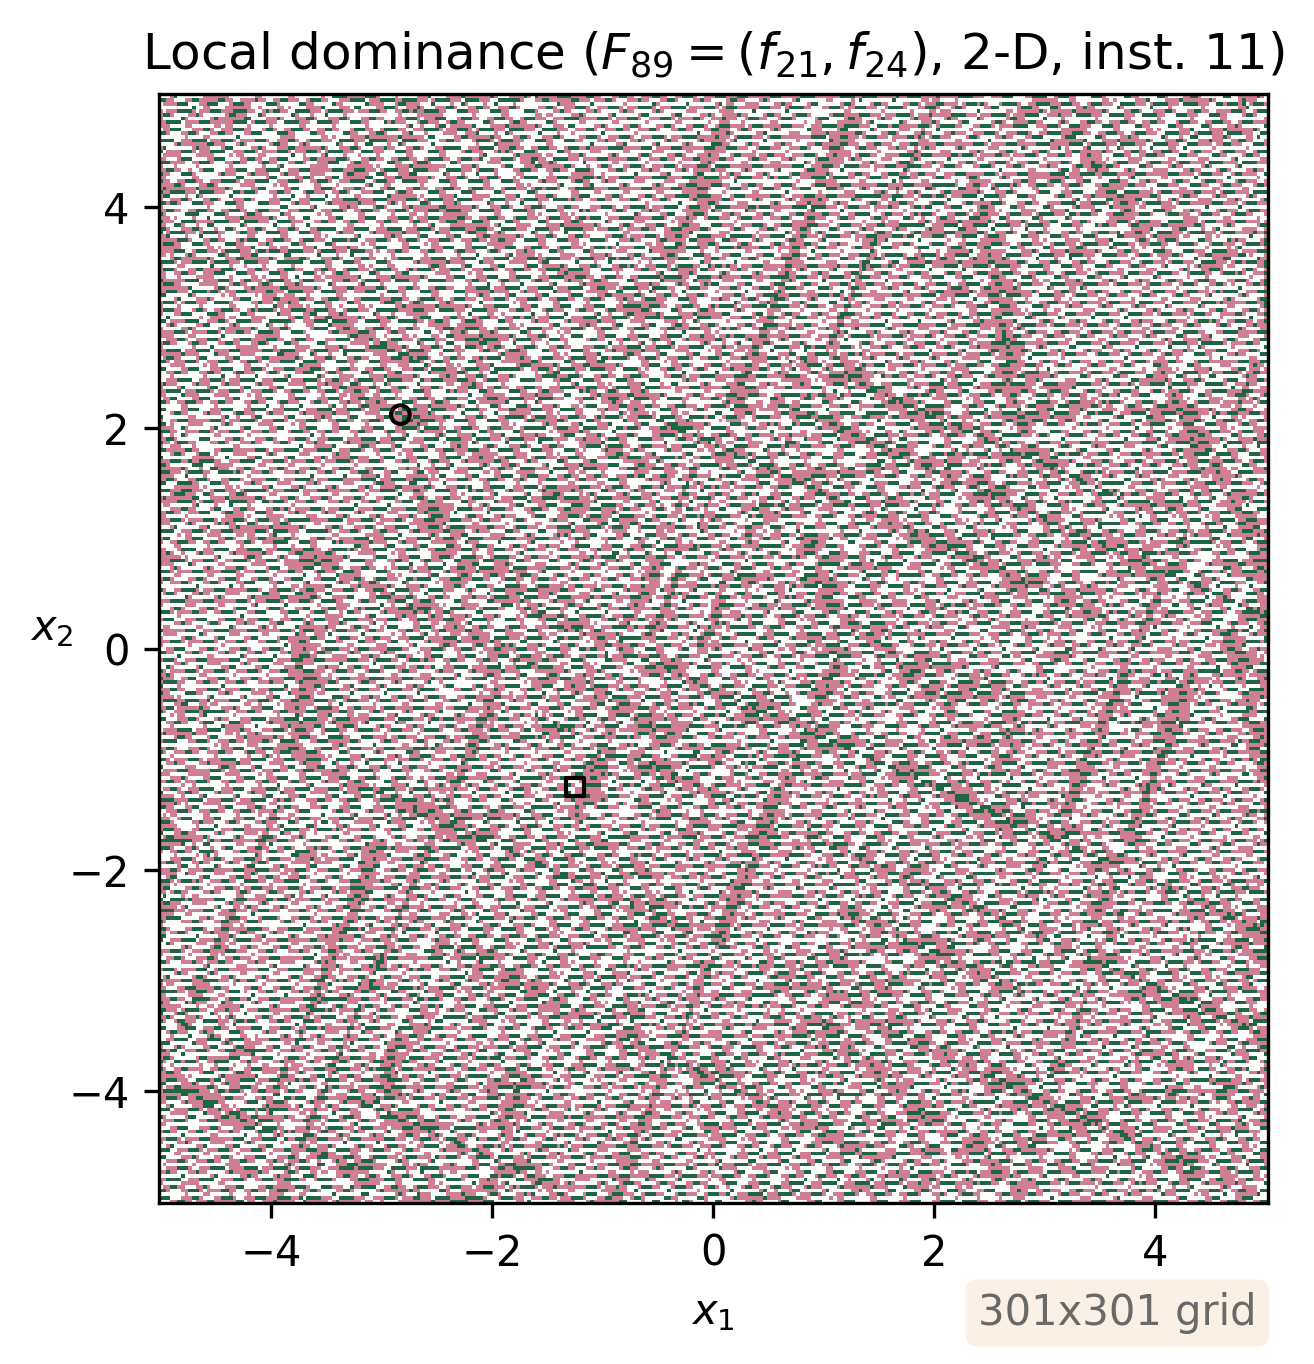 Local dominance (F₈₉ = (f₂₁, f₂₄), 2-D, inst. 11)
4
2
x₂
0
−2
−4
−4
−2
0
2
4
x₁
301x301 grid